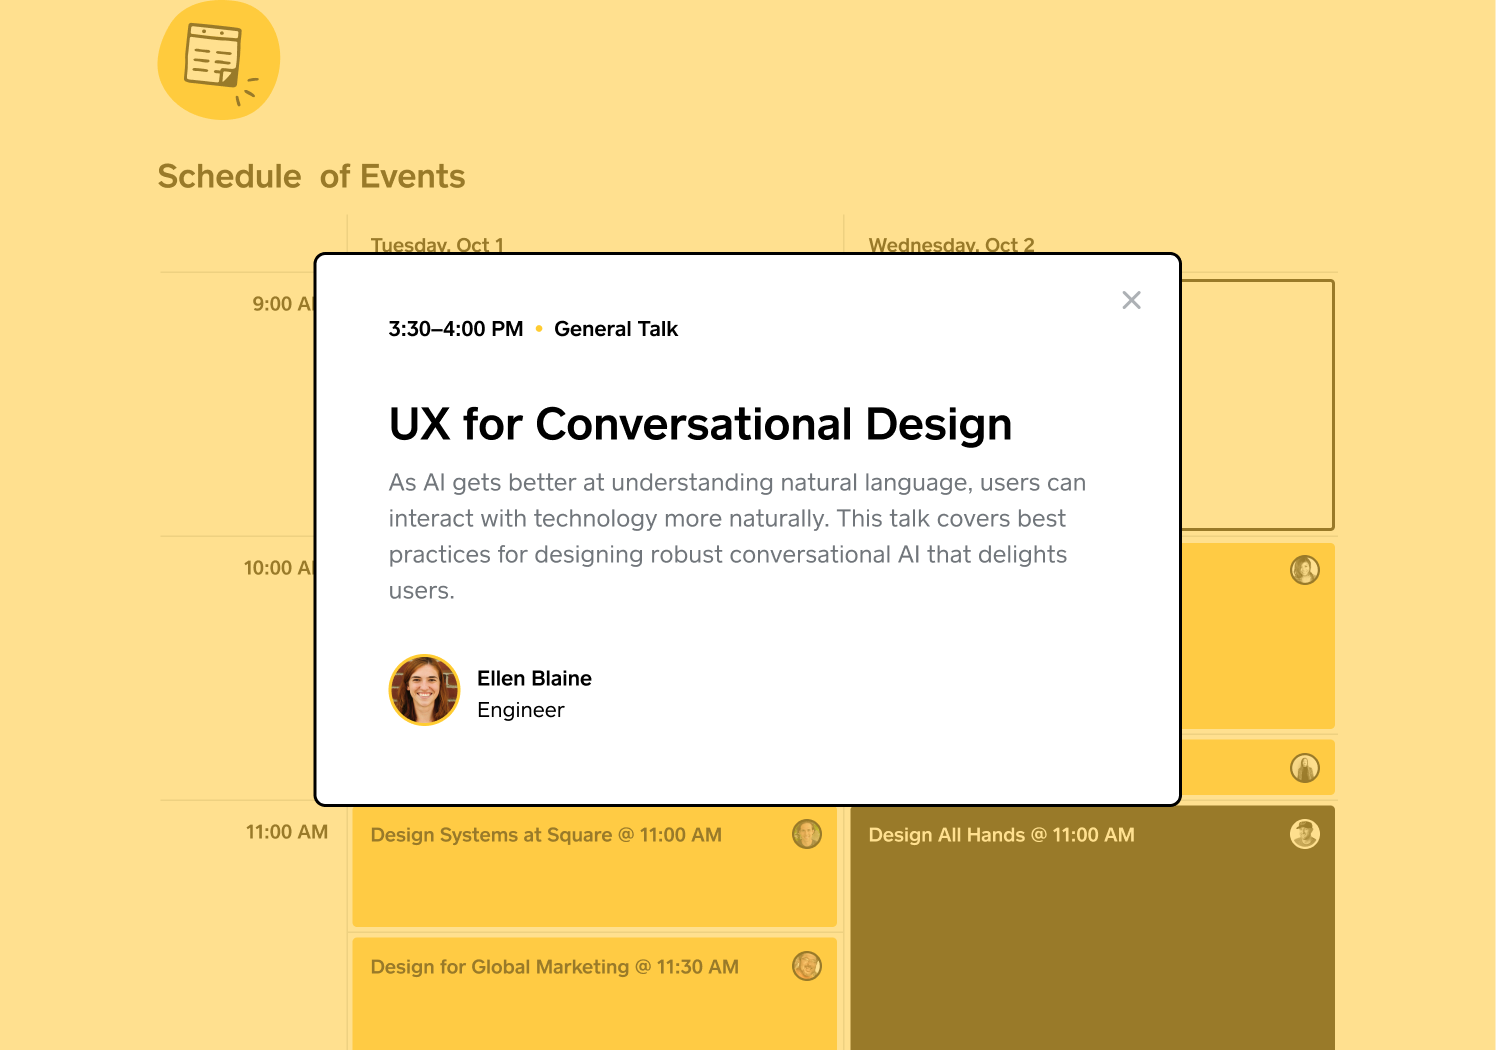 Schedule of Events
Tuesday, Oct 1
Wednesday, Oct 2
9:00
3:30–4:00 PM • General Talk
UX for Conversational Design
As AI gets better at understanding natural language, users can
interact with technology more naturally. This talk covers best
practices for designing robust conversational AI that delights
users.
10:00
Ellen Blaine
Engineer
11:00 AM
Design Systems at Square @ 11:00 AM
Design All Hands @ 11:00 AM
Design for Global Marketing @ 11:30 AM